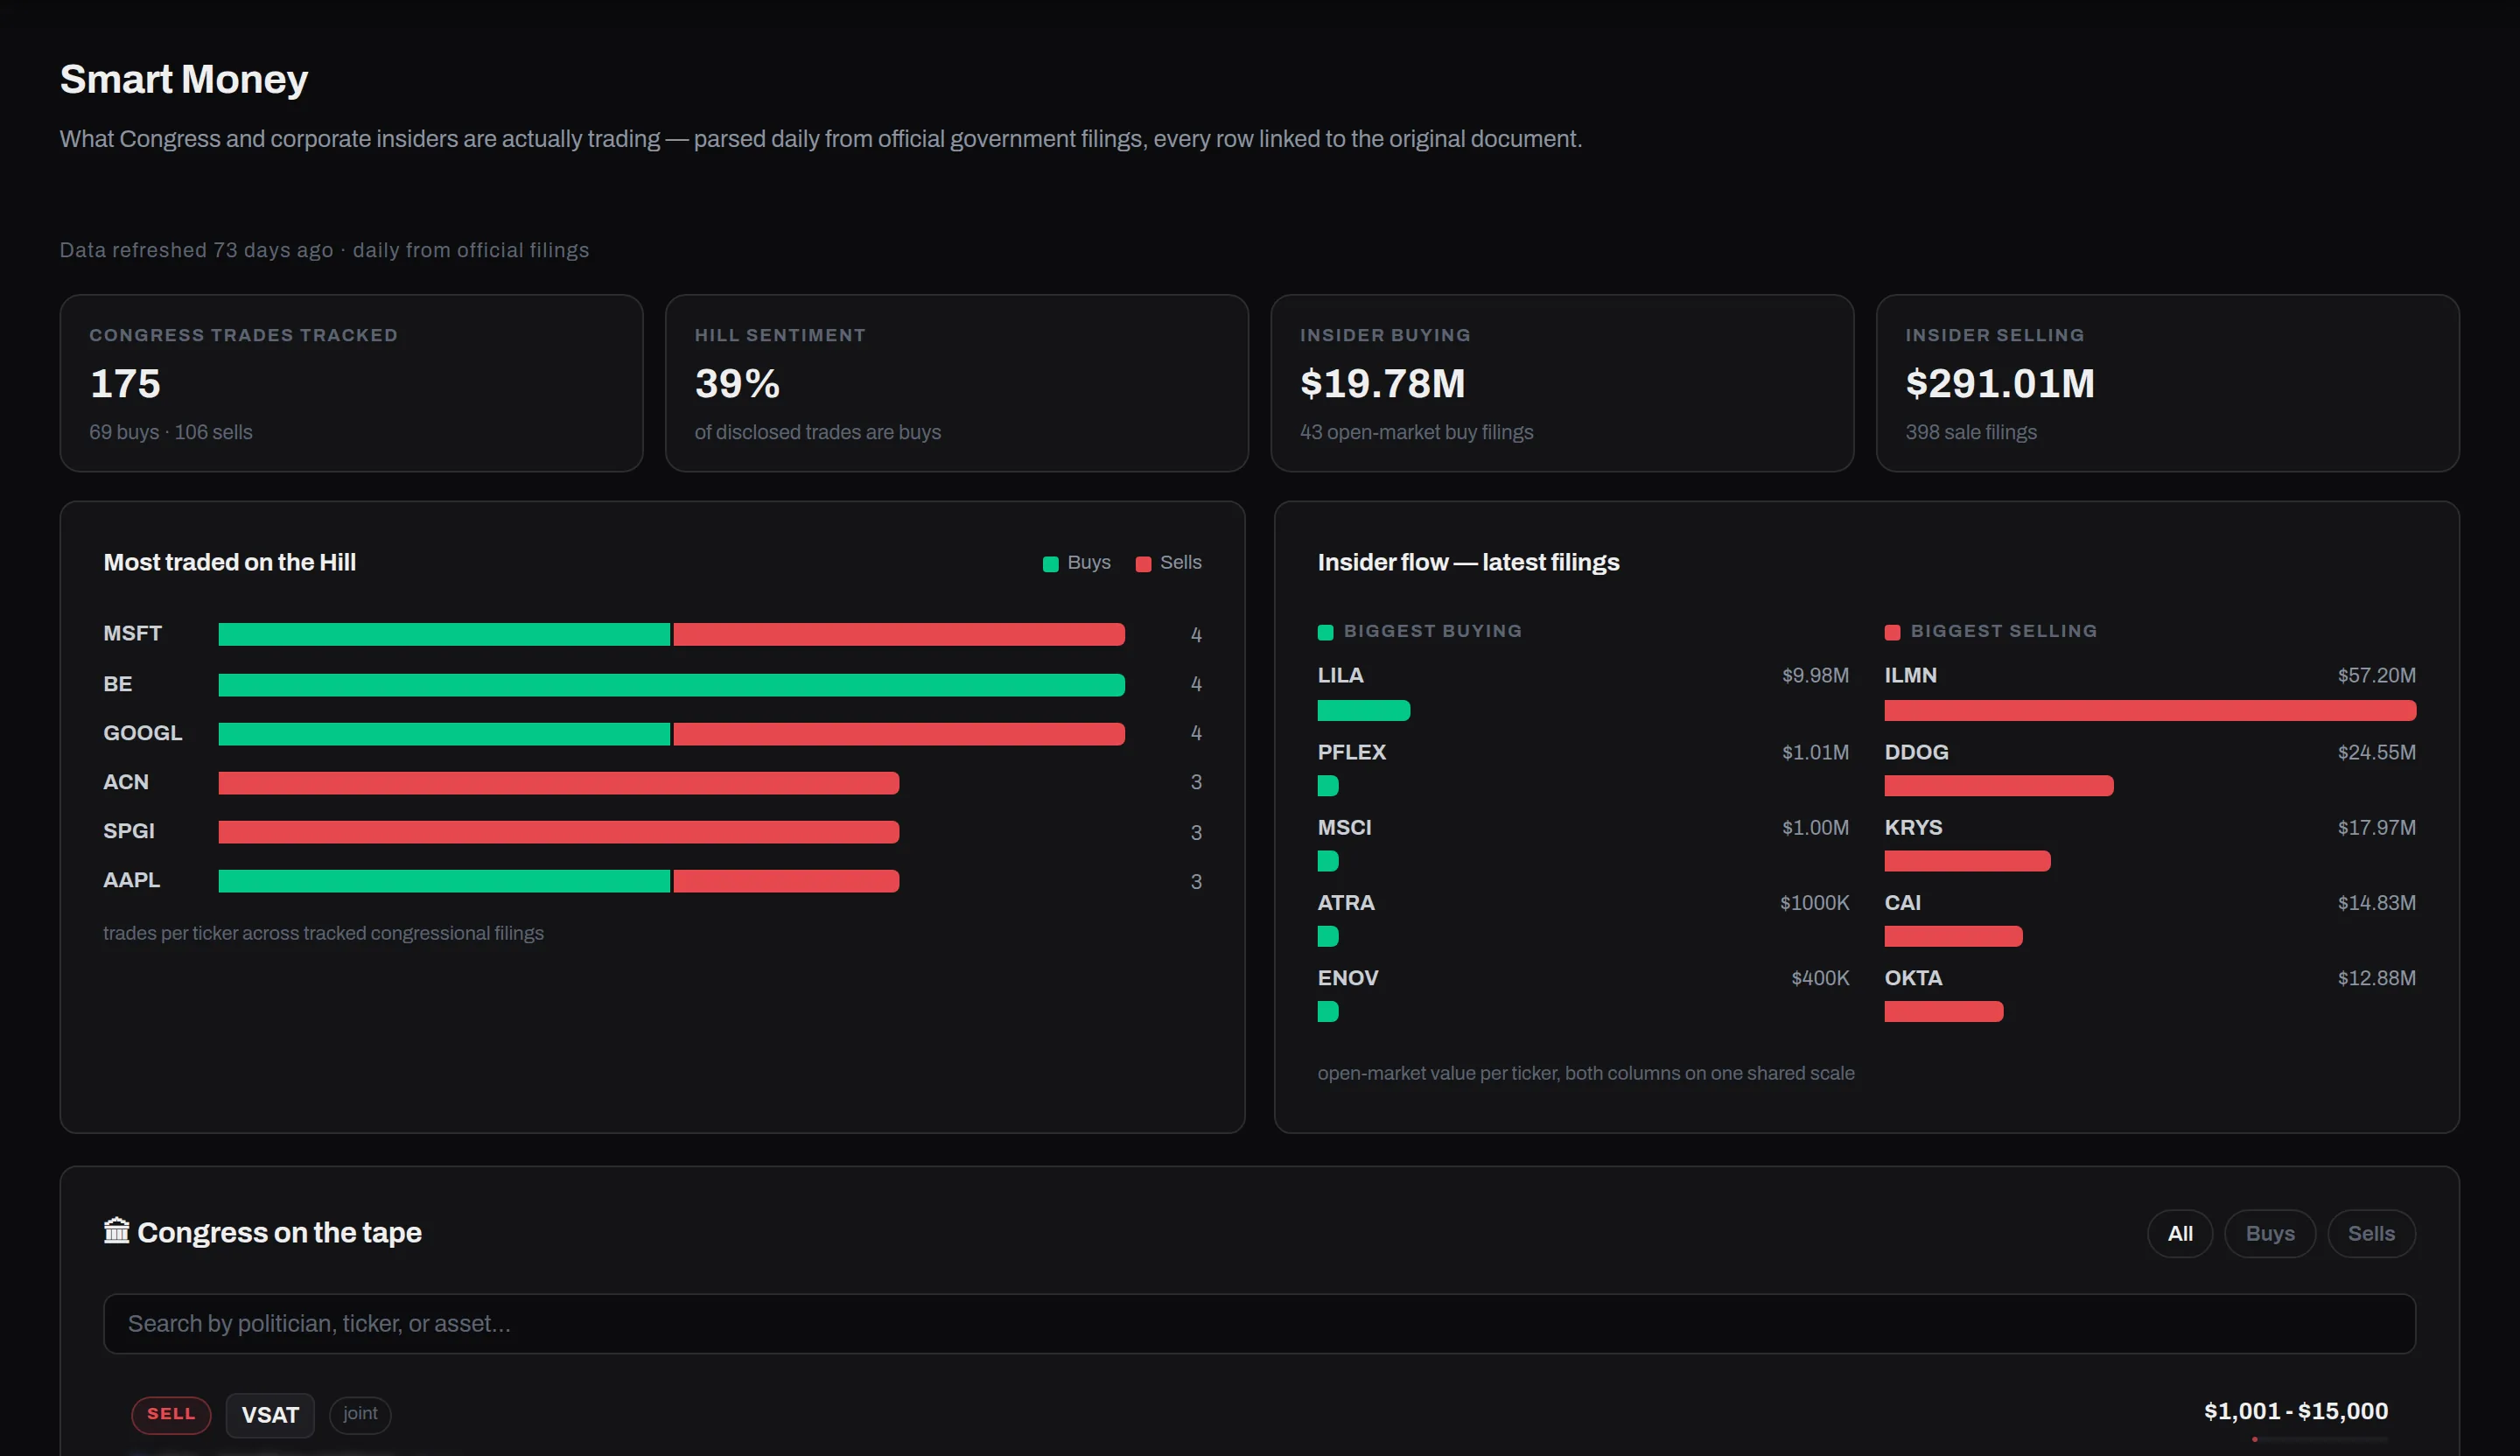 Smart Money
What Congress and corporate insiders are actually trading — parsed daily from official government filings, every row linked to the original document.
Data refreshed 73 days ago · daily from official filings
CONGRESS TRADES TRACKED
175
69 buys · 106 sells
HILL SENTIMENT
39%
of disclosed trades are buys
INSIDER BUYING
$19.78M
43 open-market buy filings
INSIDER SELLING
$291.01M
398 sale filings
Most traded on the Hill
Buys
Sells
MSFT 4
BE 4
GOOGL 4
ACN 3
SPGI 3
AAPL 3
trades per ticker across tracked congressional filings
Insider flow — latest filings
BIGGEST BUYING
LILA $9.98M
PFLEX $1.01M
MSCI $1.00M
ATRA $1000K
ENOV $400K
BIGGEST SELLING
ILMN $57.20M
DDOG $24.55M
KRYS $17.97M
CAI $14.83M
OKTA $12.88M
open-market value per ticker, both columns on one shared scale
Congress on the tape
All
Buys
Sells
Search by politician, ticker, or asset...
SELL VSAT joint $1,001 - $15,000